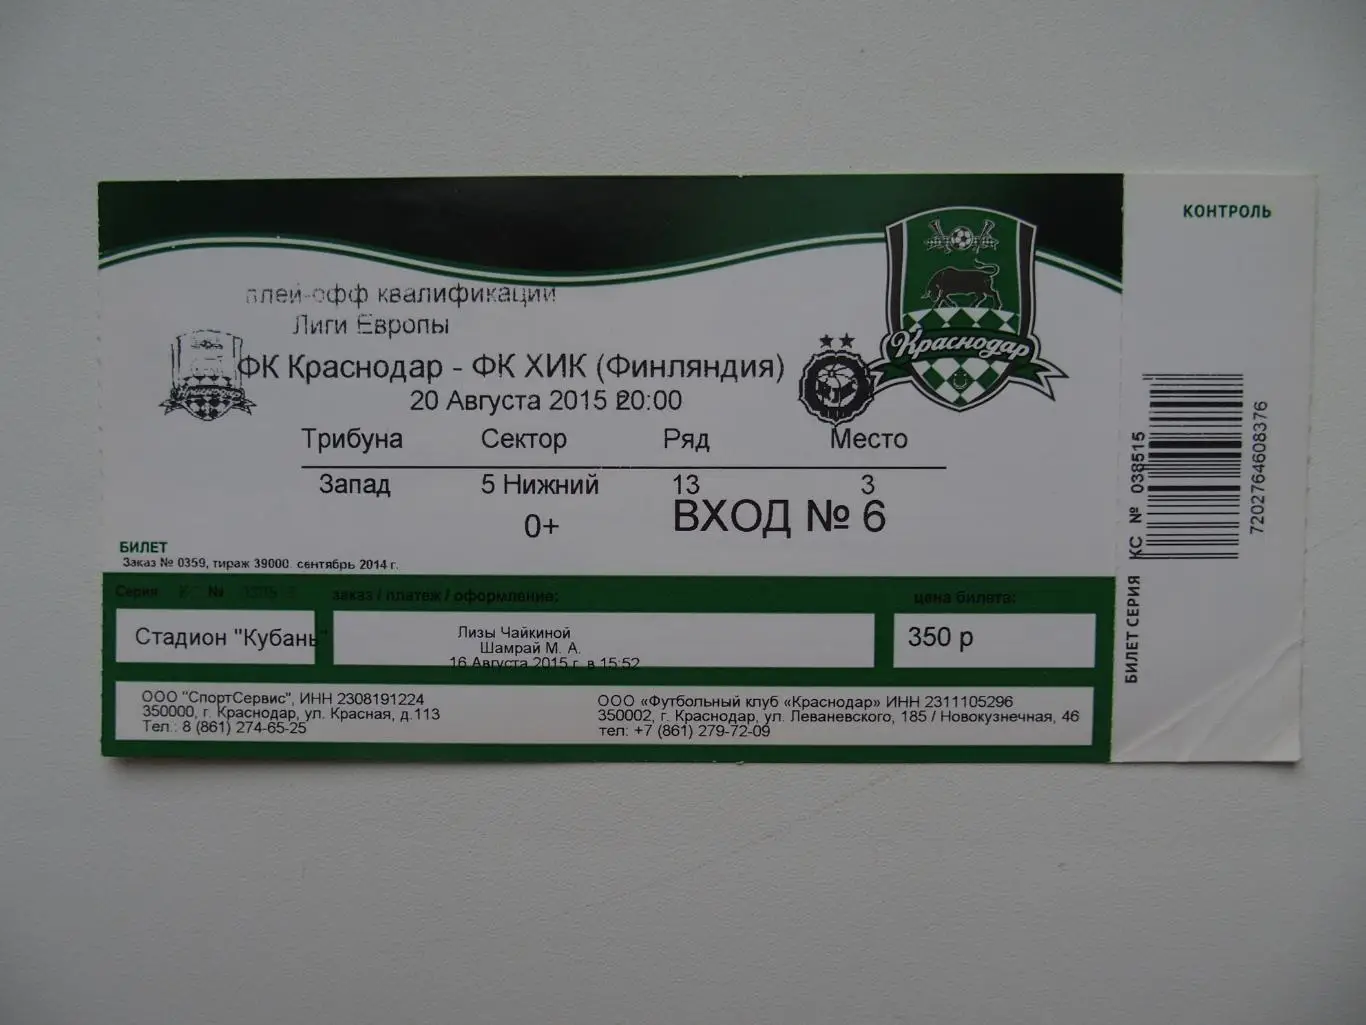 КОНТРОЛЬ
плей-офф квалификации
Лиги Европы
ФК Краснодар - ФК ХИК (Финляндия)
20 Августа 2015 20:00
Краснодар
Трибуна Сектор Ряд Место
Запад 5 Нижний 13 3
0+ ВХОД № 6
БИЛЕТ
Заказ № 0359, тираж 39000. сентябрь 2014 г.
Серия № заказ / платеж / оформление: цена билета:
Стадион "Кубань"
Лизы Чайкиной
Шамрай М. А.
16 Августа 2015 г. в 15:52
350 р
ООО "СпортСервис", ИНН 2308191224
350000, г. Краснодар, ул. Красная, д.113
Тел.: 8 (861) 274-65-25
ООО «Футбольный клуб «Краснодар» ИНН 2311105296
350002, г. Краснодар, ул. Леваневского, 185 / Новокузнечная, 46
тел: +7 (861) 279-72-09
БИЛЕТ СЕРИЯ КС № 038515
7202764608376